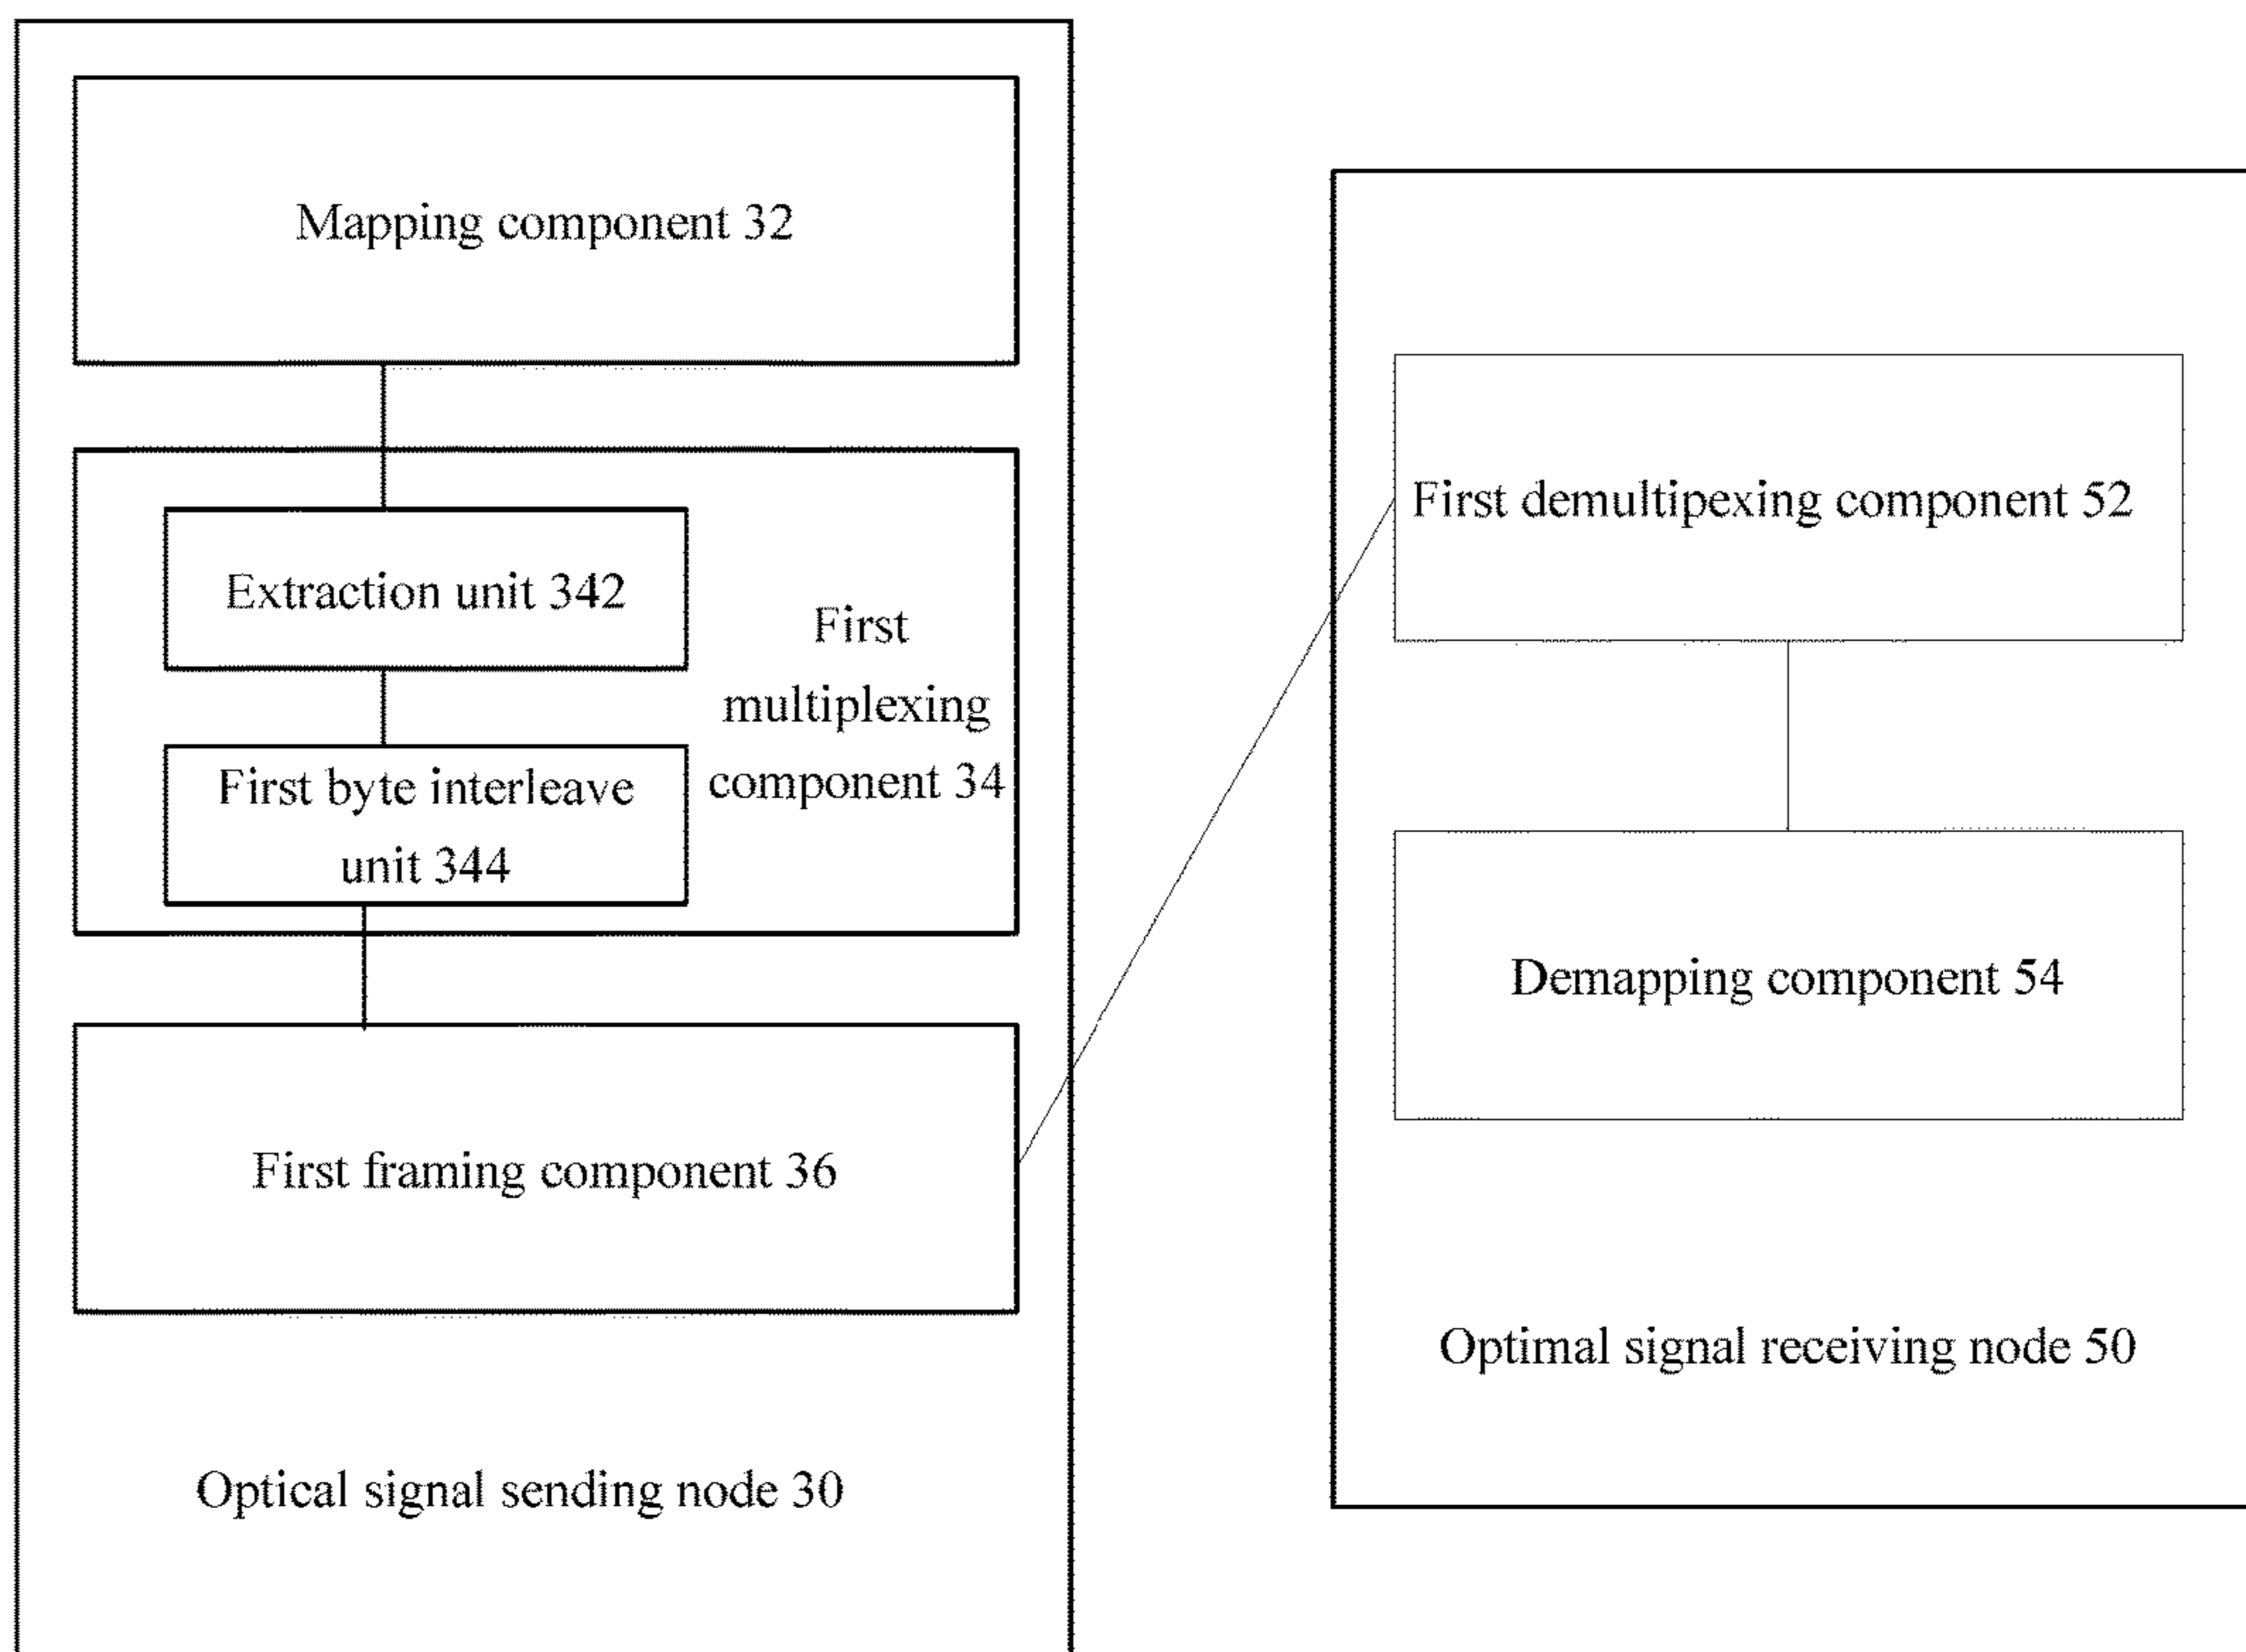 Mapping component 32
Extraction unit 342
First
multiplexing
component 34
First byte interleave
unit 344
First framing component 36
Optical signal sending node 30
First demultipexing component 52
Demapping component 54
Optimal signal receiving node 50